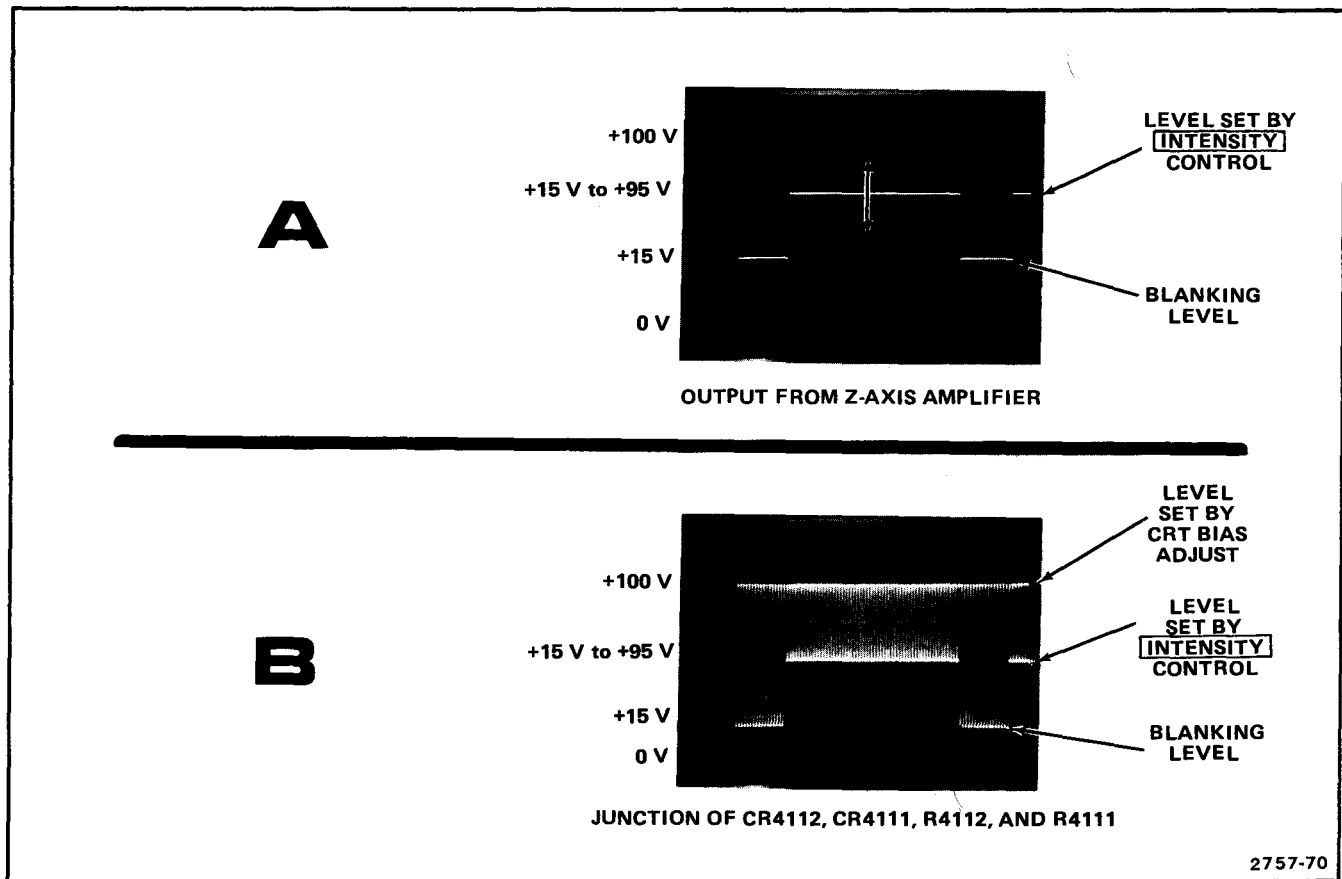 A
+100 V
+15 V to +95 V
+15 V
0 V
LEVEL SET BY
INTENSITY
CONTROL
BLANKING
LEVEL
OUTPUT FROM Z-AXIS AMPLIFIER
B
+100 V
+15 V to +95 V
+15 V
0 V
LEVEL
SET BY
CRT BIAS
ADJUST
LEVEL
SET BY
INTENSITY
CONTROL
BLANKING
LEVEL
JUNCTION OF CR4112, CR4111, R4112, AND R4111
2757-70